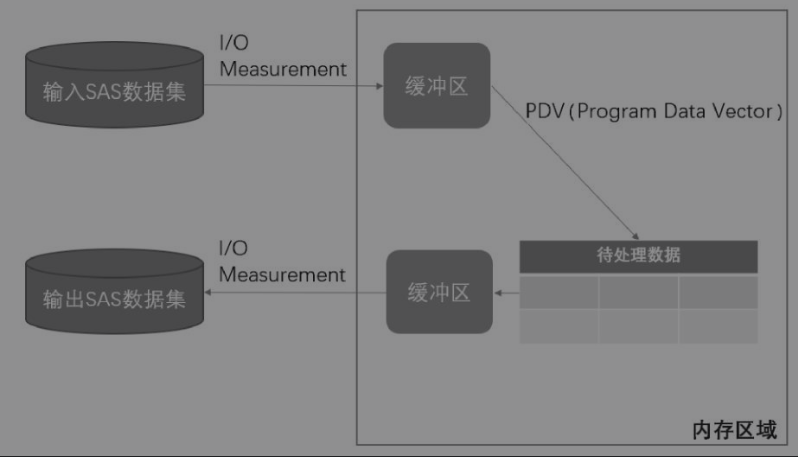 I/O
Measurement
输入SAS数据集
缓冲区
PDV(Program Data Vector)
I/O
Measurement
输出SAS数据集
缓冲区
待处理数据
内存区域